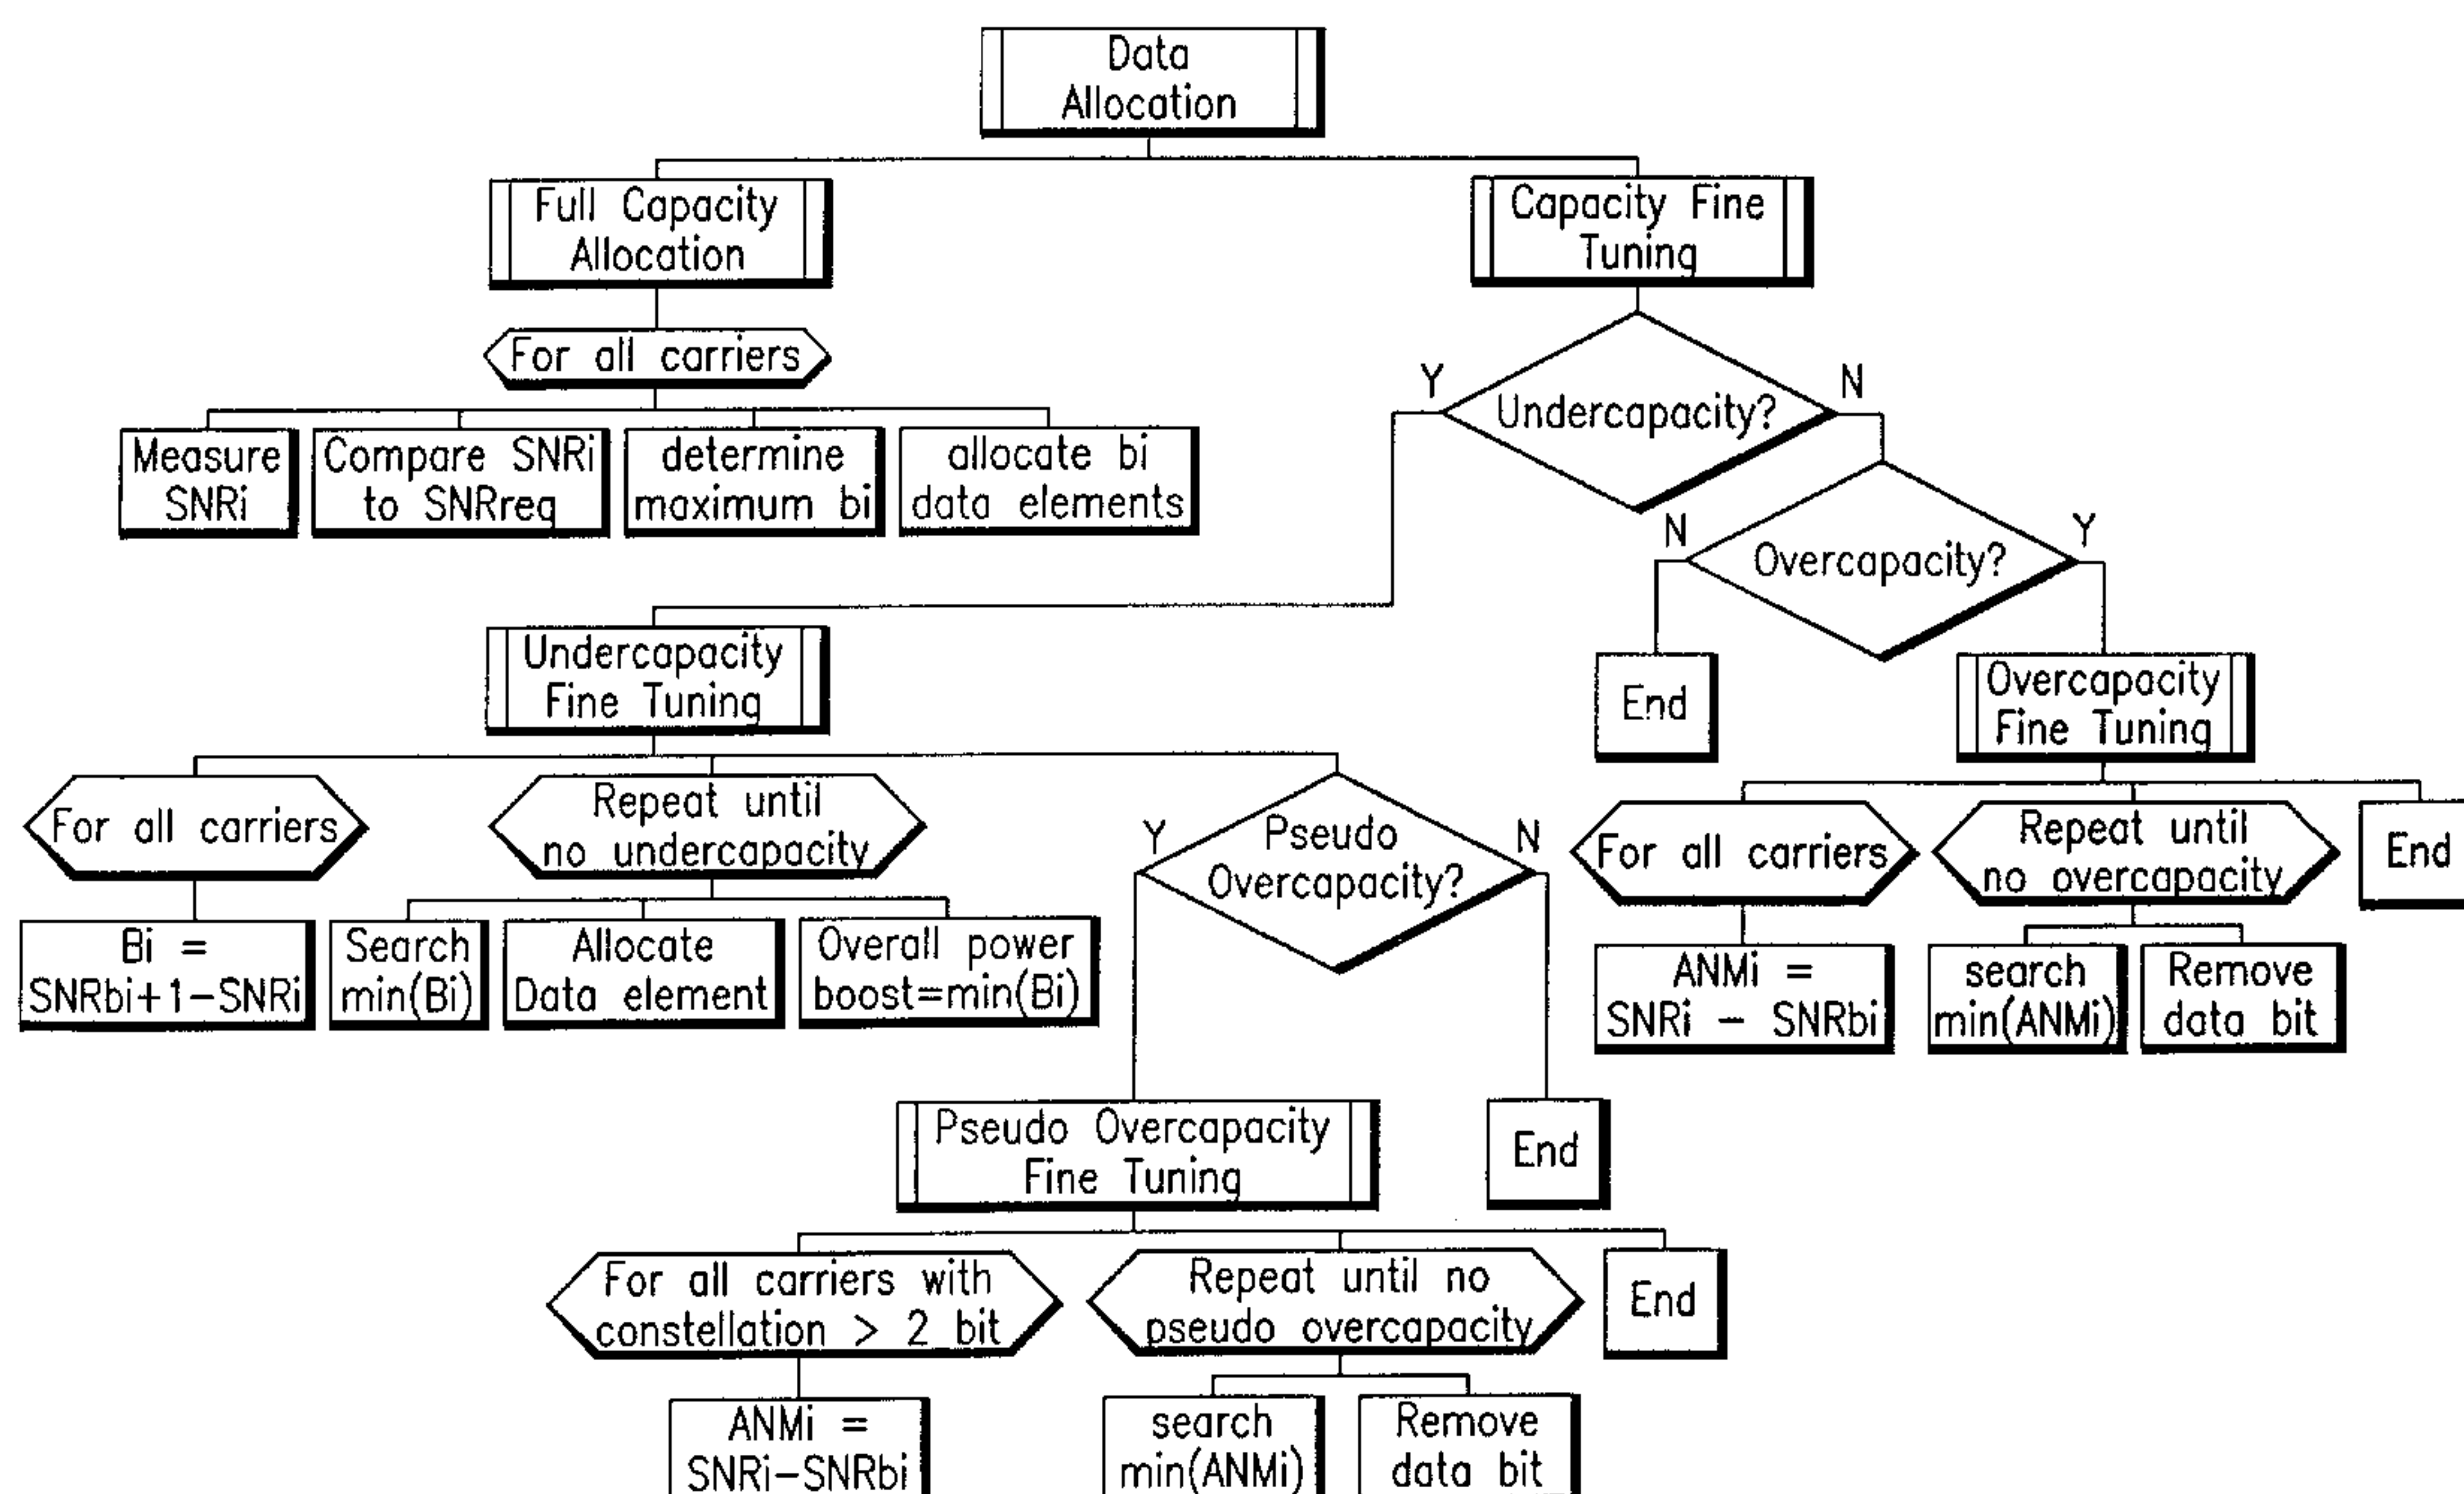 Data
Allocation
Full Capacity
Allocation
Capacity Fine
Tuning
For all carriers
Y
Undercapacity?
N
Measure
SNRi
Compare SNRi
to SNRreq
determine
maximum bi
allocate bi
data elements
N
Overcapacity?
Y
Undercapacity
Fine Tuning
End
Overcapacity
Fine Tuning
For all carriers
Repeat until
no undercapacity
Y
Pseudo
Overcapacity?
N
For all carriers
Repeat until
no overcapacity
End
Bi =
SNRbi+1-SNRi
Search
min(Bi)
Allocate
Data element
Overall power
boost=min(Bi)
ANMi =
SNRi - SNRbi
search
min(ANMi)
Remove
data bit
Pseudo Overcapacity
Fine Tuning
End
For all carriers with
constellation > 2 bit
Repeat until no
pseudo overcapacity
End
ANMi =
SNRi-SNRbi
search
min(ANMi)
Remove
data bit